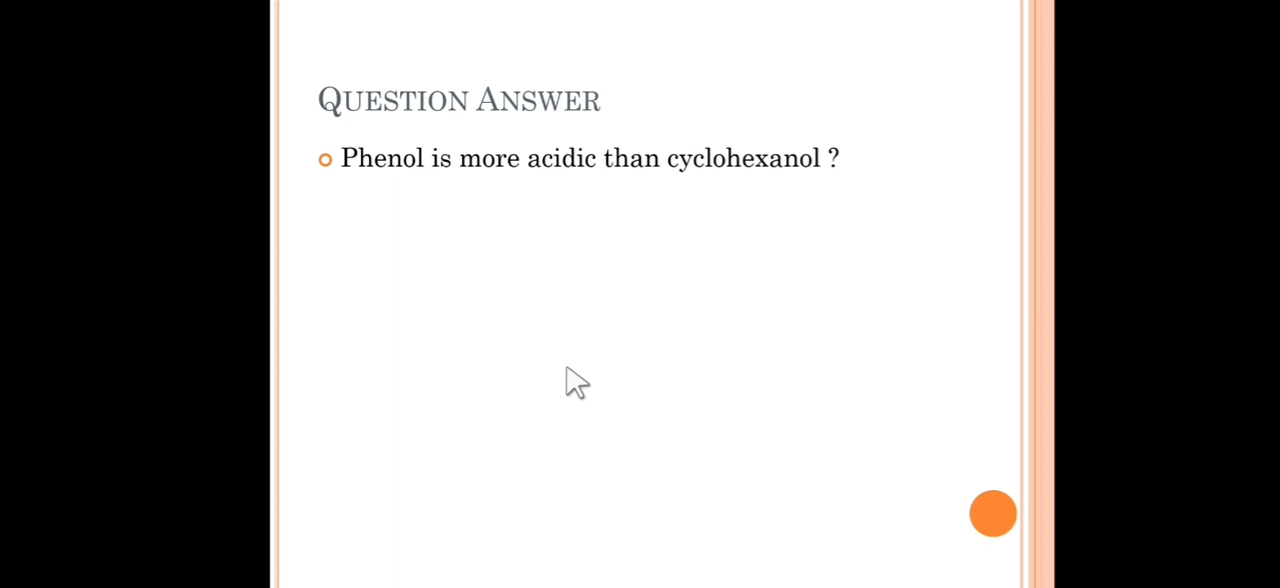 QUESTION ANSWER
Phenol is more acidic than cyclohexanol ?